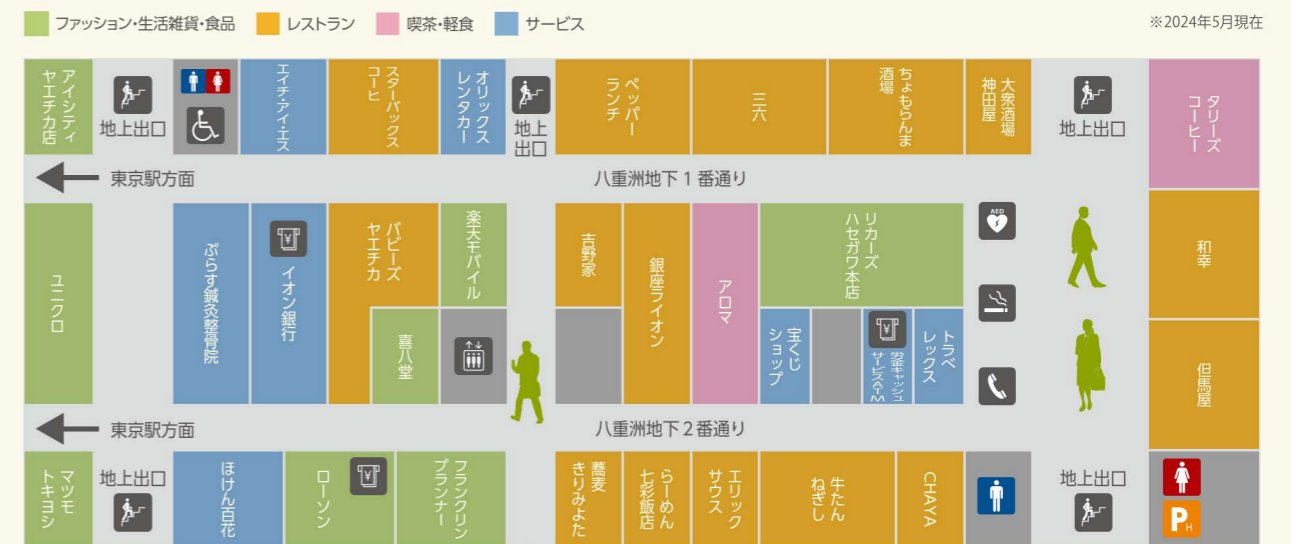 ファッション・生活雑貨・食品
レストラン
喫茶・軽食
サービス
※2024年5月現在
アイシティ
ヤエチカ店
地上出口
エイチ・アイ・エス
スターバックス
コーヒ
オリックス
レンタカー
地上
出口
ペッパー
ランチ
三六
ちょもらんま
酒場
大衆酒場
神田屋
地上出口
タリーズ
コーヒー
東京駅方面
八重洲地下1番通り
ユニクロ
ぷらす鍼灸整骨院
¥
イオン銀行
バビーズ
ヤエチカ
楽天モバイル
喜八堂
吉野家
銀座ライオン
アロマ
リカーズ
ハセガワ本店
宝くじ
ショップ
¥
労金キャッシュ
サービスATM
トラベ
レックス
AED
和幸
但馬屋
東京駅方面
八重洲地下2番通り
マツモ
トキヨシ
地上出口
ほけん百花
ローソン
¥
フランクリン
プランナー
蕎麦
きりみよた
らーめん
七彩飯店
エリック
サウス
牛たん
ねぎし
CHAYA
地上出口
PH